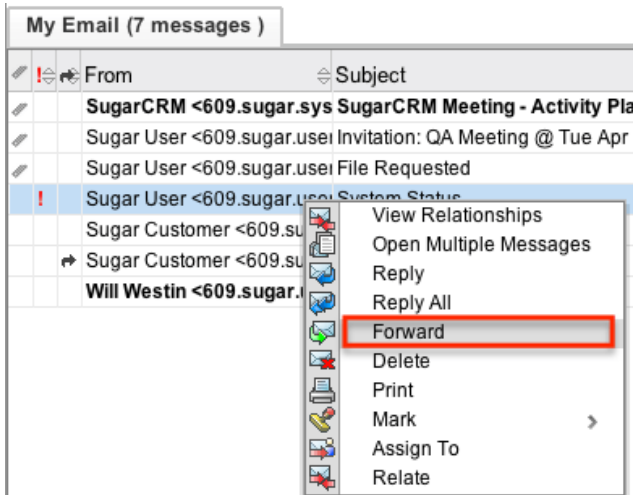 My Email (7 messages )
! From Subject
SugarCRM <609.sugar.sys SugarCRM Meeting - Activity Pla
Sugar User <609.sugar.user Invitation: QA Meeting @ Tue Apr
Sugar User <609.sugar.user File Requested
! Sugar User <609.sugar.user System Status
Sugar Customer <609.su
Sugar Customer <609.su
Will Westin <609.sugar.u
View Relationships
Open Multiple Messages
Reply
Reply All
Forward
Delete
Print
Mark
Assign To
Relate